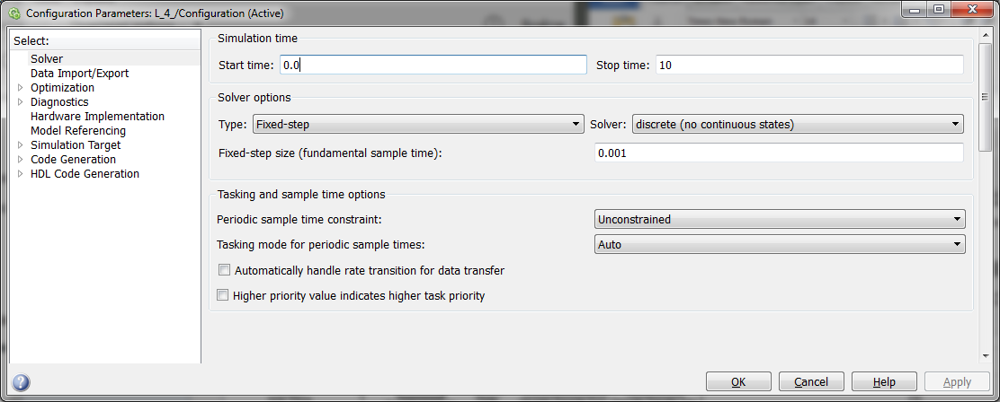 Configuration Parameters: L_4_/Configuration (Active)
Select:
Solver
Data Import/Export
Optimization
Diagnostics
Hardware Implementation
Model Referencing
Simulation Target
Code Generation
HDL Code Generation
Simulation time
Start time: 0.0 Stop time: 10
Solver options
Type: Fixed-step Solver: discrete (no continuous states)
Fixed-step size (fundamental sample time): 0.001
Tasking and sample time options
Periodic sample time constraint: Unconstrained
Tasking mode for periodic sample times: Auto
Automatically handle rate transition for data transfer
Higher priority value indicates higher task priority
OK Cancel Help Apply